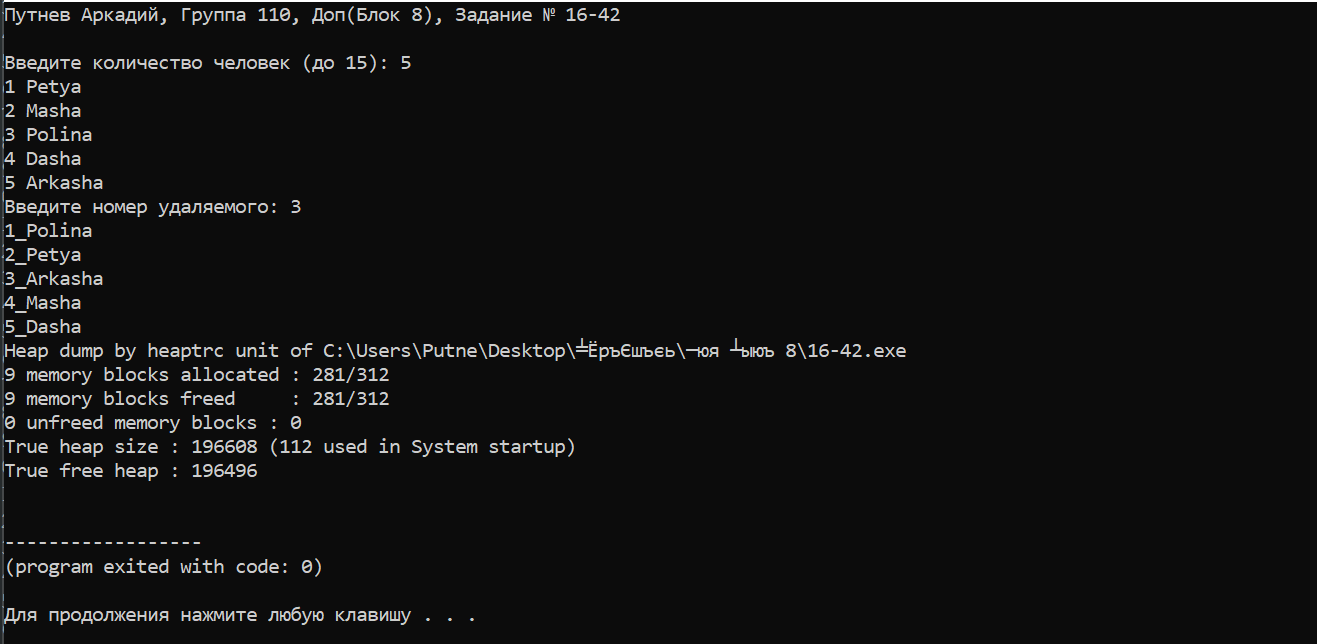 Путнев Аркадий, Группа 110, Доп(Блок 8), Задание № 16-42
Введите количество человек (до 15): 5
1 Petya
2 Masha
3 Polina
4 Dasha
5 Arkasha
Введите номер удаляемого: 3
1_Polina
2_Petya
3_Arkasha
4_Masha
5_Dasha
Heap dump by heaptrc unit of C:\Users\Putne\Desktop\╧ЁръЄшъєь\─юя ┴ыюъ 8\16-42.exe
9 memory blocks allocated : 281/312
9 memory blocks freed     : 281/312
0 unfreed memory blocks : 0
True heap size : 196608 (112 used in System startup)
True free heap : 196496
------------------
(program exited with code: 0)
Для продолжения нажмите любую клавишу . . .